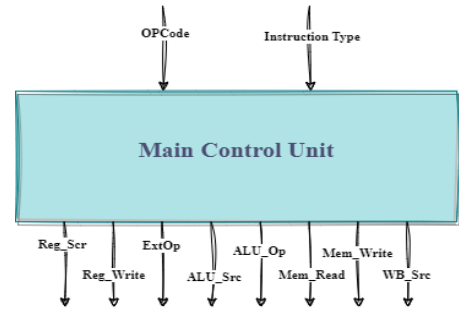 OPCode
Instruction Type
Main Control Unit
Reg_Scr
Reg_Write
ExtOp
ALU_Src
ALU_Op
Mem_Read
Mem_Write
WB_Src